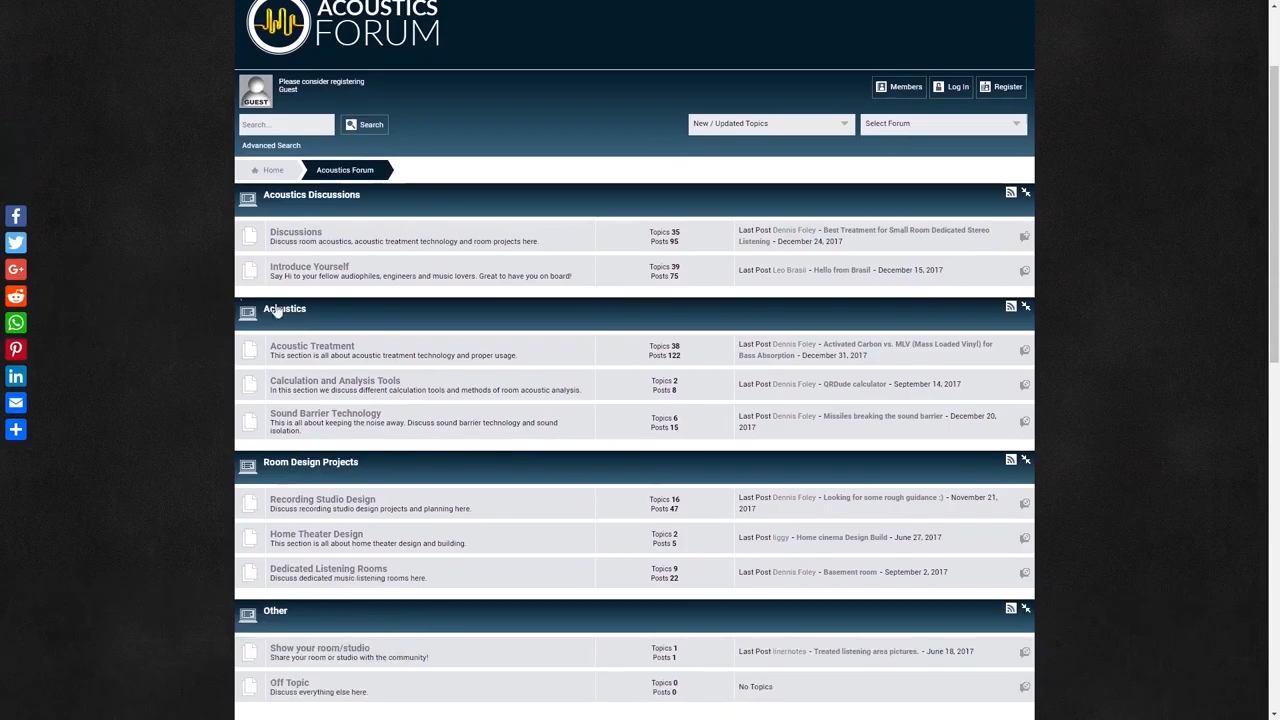 ACOUSTICS
FORUM
Please consider registering
Guest
GUEST
Members
Log In
Register
Search...
Search
New / Updated Topics
Select Forum
Advanced Search
Home
Acoustics Forum
Acoustics Discussions
Discussions
Discuss room acoustics, acoustic treatment technology and room projects here.
Topics 35
Posts 95
Last Post Dennis Foley - Best Treatment for Small Room Dedicated Stereo
Listening - December 24, 2017
Introduce Yourself
Say Hi to your fellow audiophiles, engineers and music lovers. Great to have you on board!
Topics 39
Posts 75
Last Post Leo Brasil - Hello from Brasil - December 15, 2017
Acoustics
Acoustic Treatment
This section is all about acoustic treatment technology and proper usage.
Topics 38
Posts 122
Last Post Dennis Foley - Activated Carbon vs. MLV (Mass Loaded Vinyl) for
Bass Absorption - December 31, 2017
Calculation and Analysis Tools
In this section we discuss different calculation tools and methods of room acoustic analysis.
Topics 2
Posts 8
Last Post Dennis Foley - QRDude calculator - September 14, 2017
Sound Barrier Technology
This is all about keeping the noise away. Discuss sound barrier technology and sound
isolation.
Topics 6
Posts 15
Last Post Dennis Foley - Missiles breaking the sound barrier - December 20,
2017
Room Design Projects
Recording Studio Design
Discuss recording studio design projects and planning here.
Topics 16
Posts 47
Last Post Dennis Foley - Looking for some rough guidance :) - November 21,
2017
Home Theater Design
This section is all about home theater design and building.
Topics 2
Posts 5
Last Post liggy - Home cinema Design Build - June 27, 2017
Dedicated Listening Rooms
Discuss dedicated music listening rooms here.
Topics 9
Posts 22
Last Post Dennis Foley - Basement room - September 2, 2017
Other
Show your room/studio
Share your room or studio with the community!
Topics 1
Posts 1
Last Post linernotes - Treated listening area pictures. - June 18, 2017
Off Topic
Discuss everything else here.
Topics 0
Posts 0
No Topics